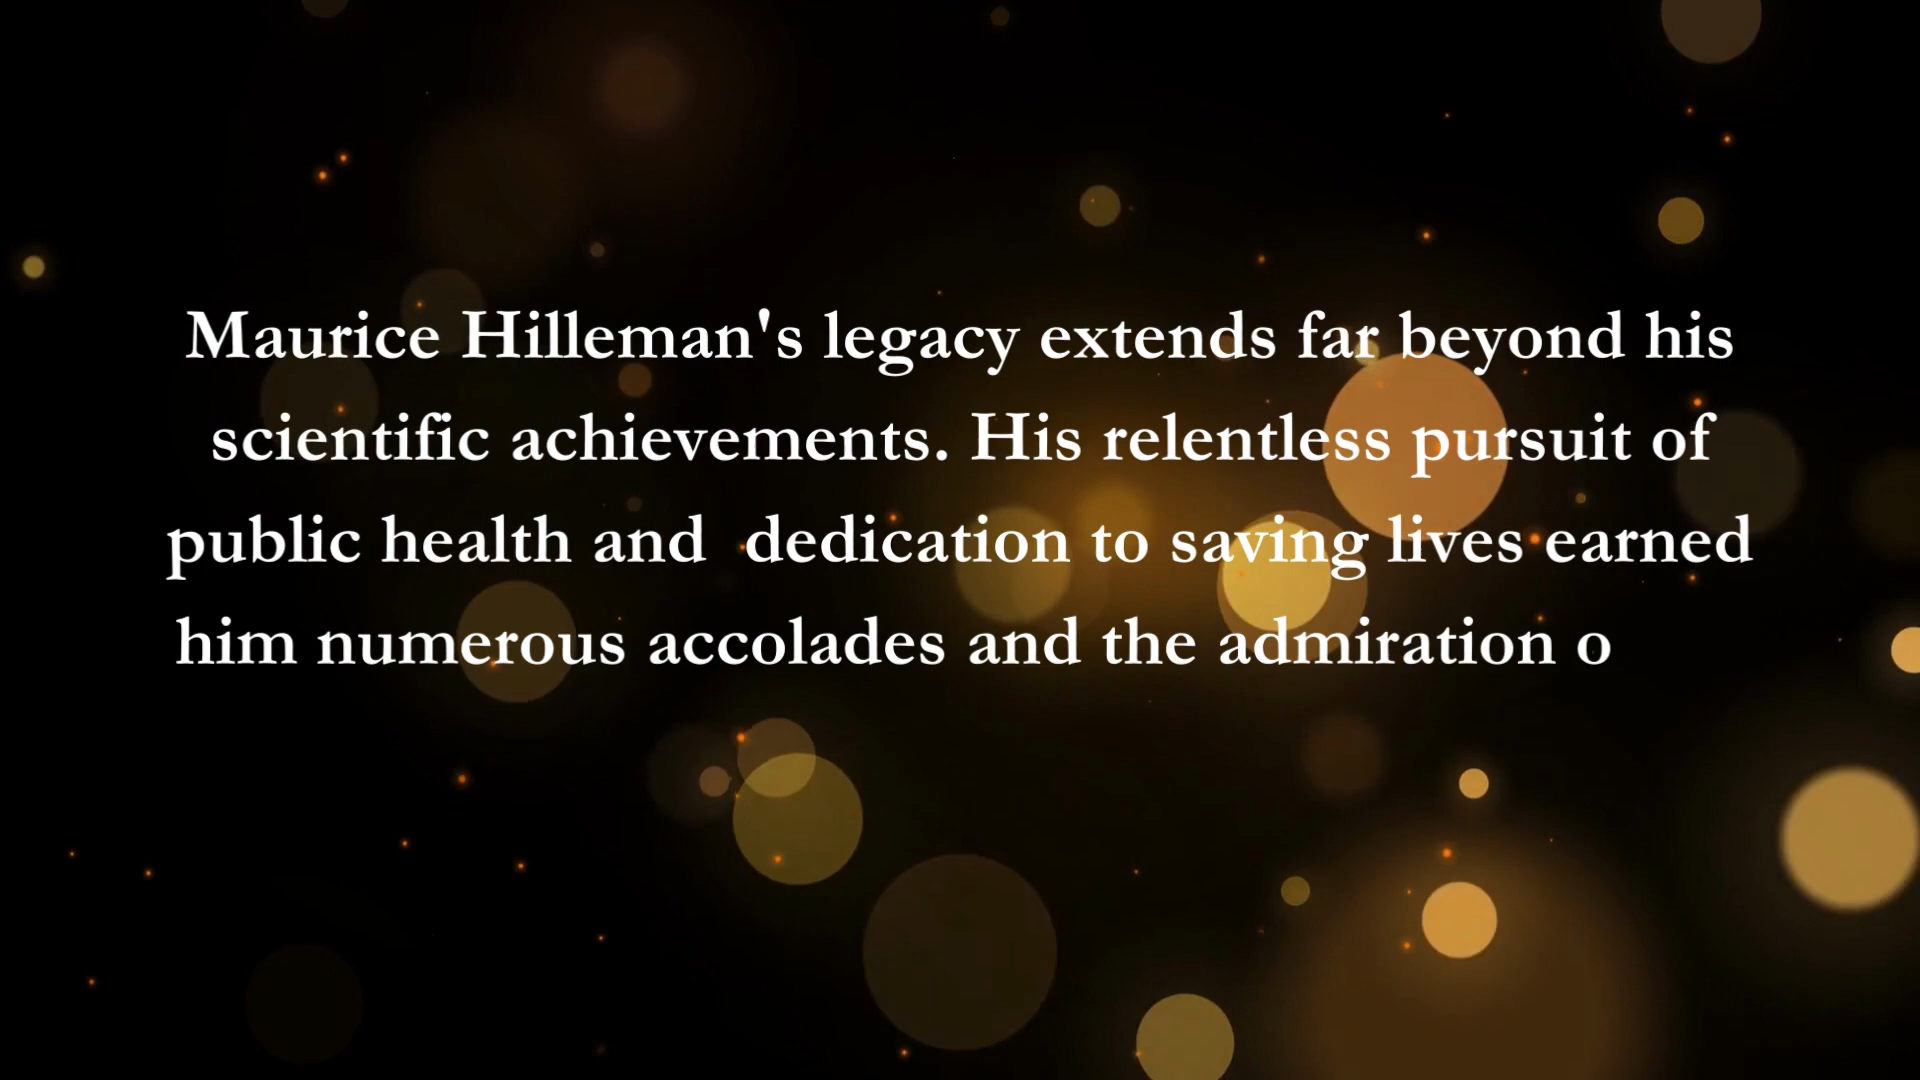 Maurice Hilleman's legacy extends far beyond his
scientific achievements. His relentless pursuit of
public health and  dedication to saving lives earned
him numerous accolades and the admiration o